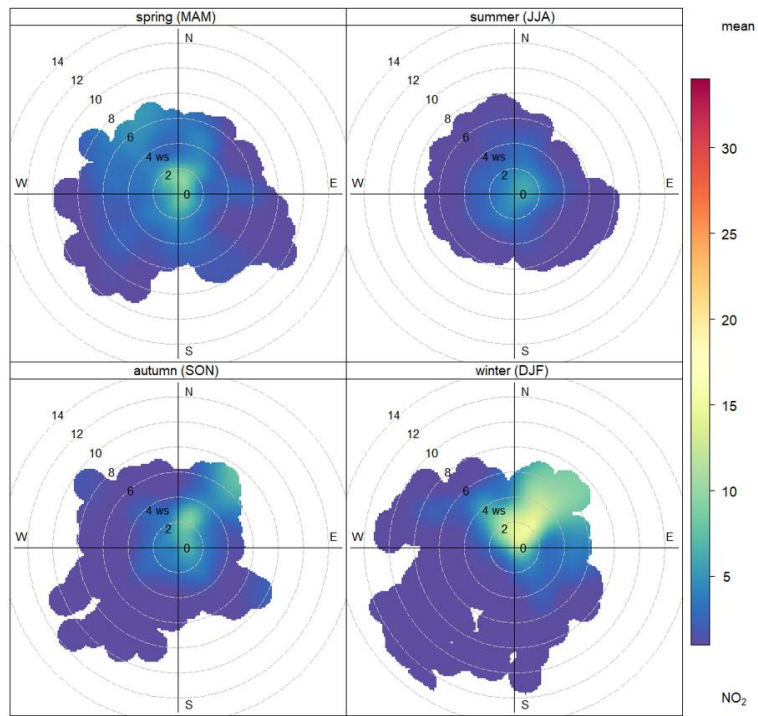 spring (MAM)
summer (JJA)
mean
14
12
10
8
6
4 ws
2
0
N
W
E
S
14
12
10
8
6
4 ws
2
0
N
W
E
S
30
25
20
15
10
5
autumn (SON)
winter (DJF)
14
12
10
8
6
4 ws
2
0
N
W
E
S
14
12
10
8
6
4 ws
2
0
N
W
E
S
NO₂